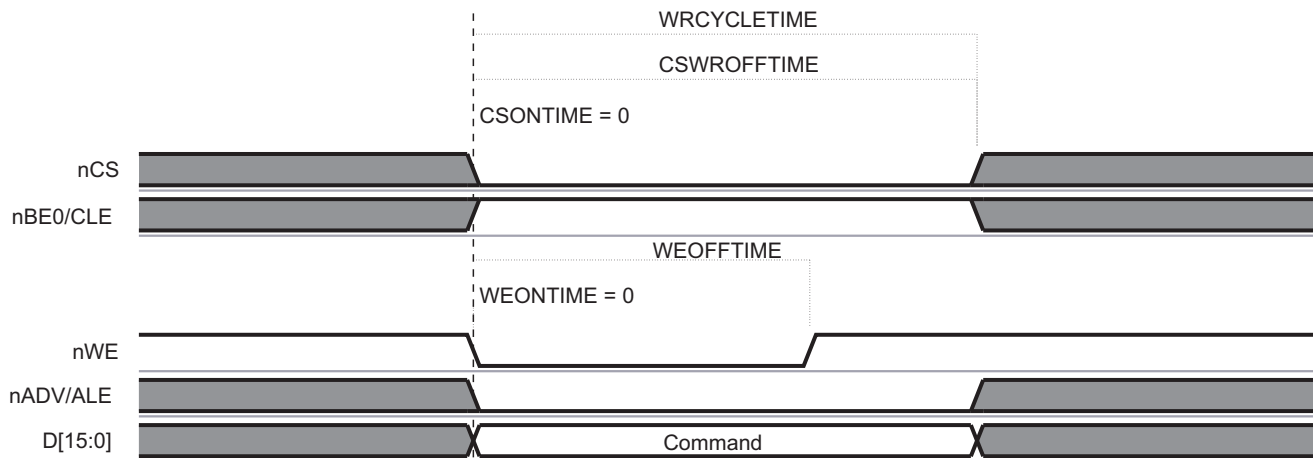 WRCYCLETIME
CSWROFFTIME
CSONTIME = 0
nCS
nBE0/CLE
WEOFFTIME
WEONTIME = 0
nWE
nADV/ALE
D[15:0] Command